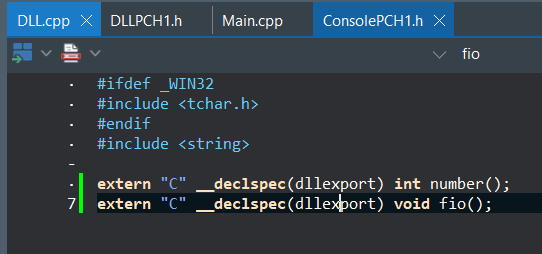 DLL.cpp DLLPCH1.h Main.cpp ConsolePCH1.h
fio
#ifdef _WIN32
#include <tchar.h>
#endif
#include <string>
extern "C" __declspec(dllexport) int number();
7 extern "C" __declspec(dllexport) void fio();